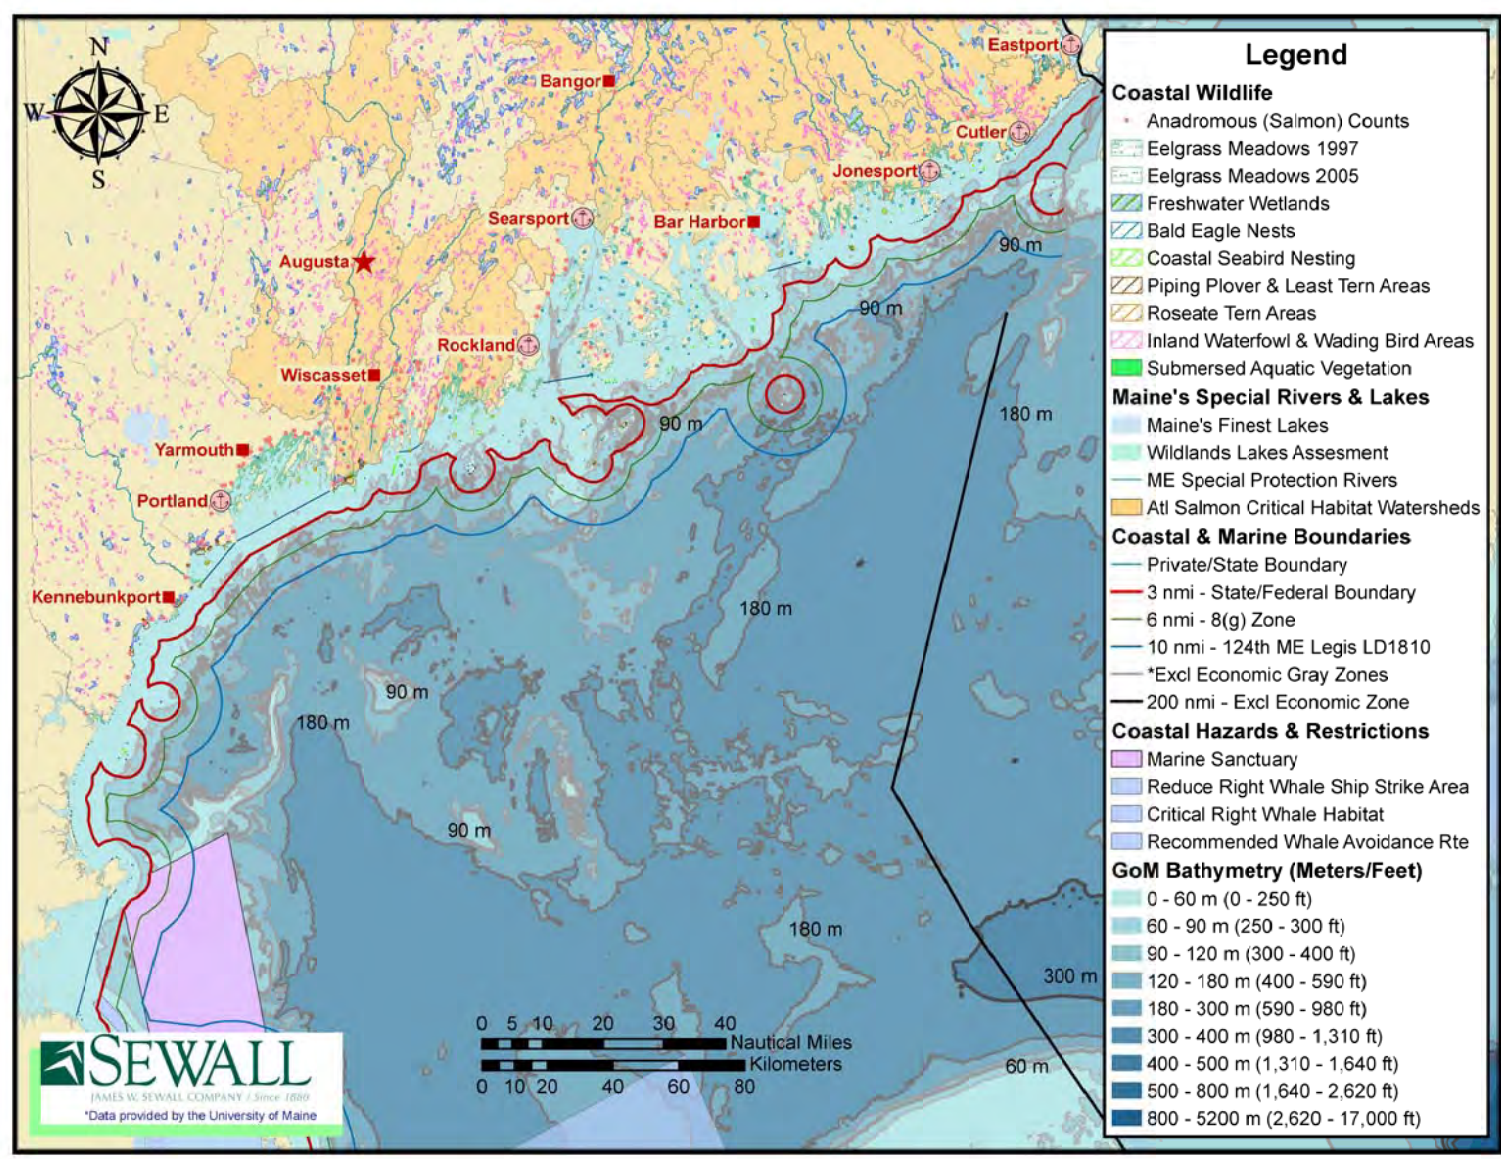 N
W
E
S
Eastport
Bangor
Cutler
Jonesport
Searsport
Bar Harbor
Augusta
90 m
90 m
Rockland
Wiscasset
180 m
90 m
Yarmouth
Portland
Kennebunkport
180 m
90 m
180 m
90 m
180 m
300 m
60 m
0 5 10 20 30 40
Nautical Miles
Kilometers
0 10 20 40 60 80
SEWALL
JAMES W. SEWALL COMPANY / Since 1880
*Data provided by the University of Maine
Legend
Coastal Wildlife
Anadromous (Salmon) Counts
Eelgrass Meadows 1997
Eelgrass Meadows 2005
Freshwater Wetlands
Bald Eagle Nests
Coastal Seabird Nesting
Piping Plover & Least Tern Areas
Roseate Tern Areas
Inland Waterfowl & Wading Bird Areas
Submersed Aquatic Vegetation
Maine's Special Rivers & Lakes
Maine's Finest Lakes
Wildlands Lakes Assesment
ME Special Protection Rivers
Atl Salmon Critical Habitat Watersheds
Coastal & Marine Boundaries
Private/State Boundary
3 nmi - State/Federal Boundary
6 nmi - 8(g) Zone
10 nmi - 124th ME Legis LD1810
*Excl Economic Gray Zones
200 nmi - Excl Economic Zone
Coastal Hazards & Restrictions
Marine Sanctuary
Reduce Right Whale Ship Strike Area
Critical Right Whale Habitat
Recommended Whale Avoidance Rte
GoM Bathymetry (Meters/Feet)
0 - 60 m (0 - 250 ft)
60 - 90 m (250 - 300 ft)
90 - 120 m (300 - 400 ft)
120 - 180 m (400 - 590 ft)
180 - 300 m (590 - 980 ft)
300 - 400 m (980 - 1,310 ft)
400 - 500 m (1,310 - 1,640 ft)
500 - 800 m (1,640 - 2,620 ft)
800 - 5200 m (2,620 - 17,000 ft)